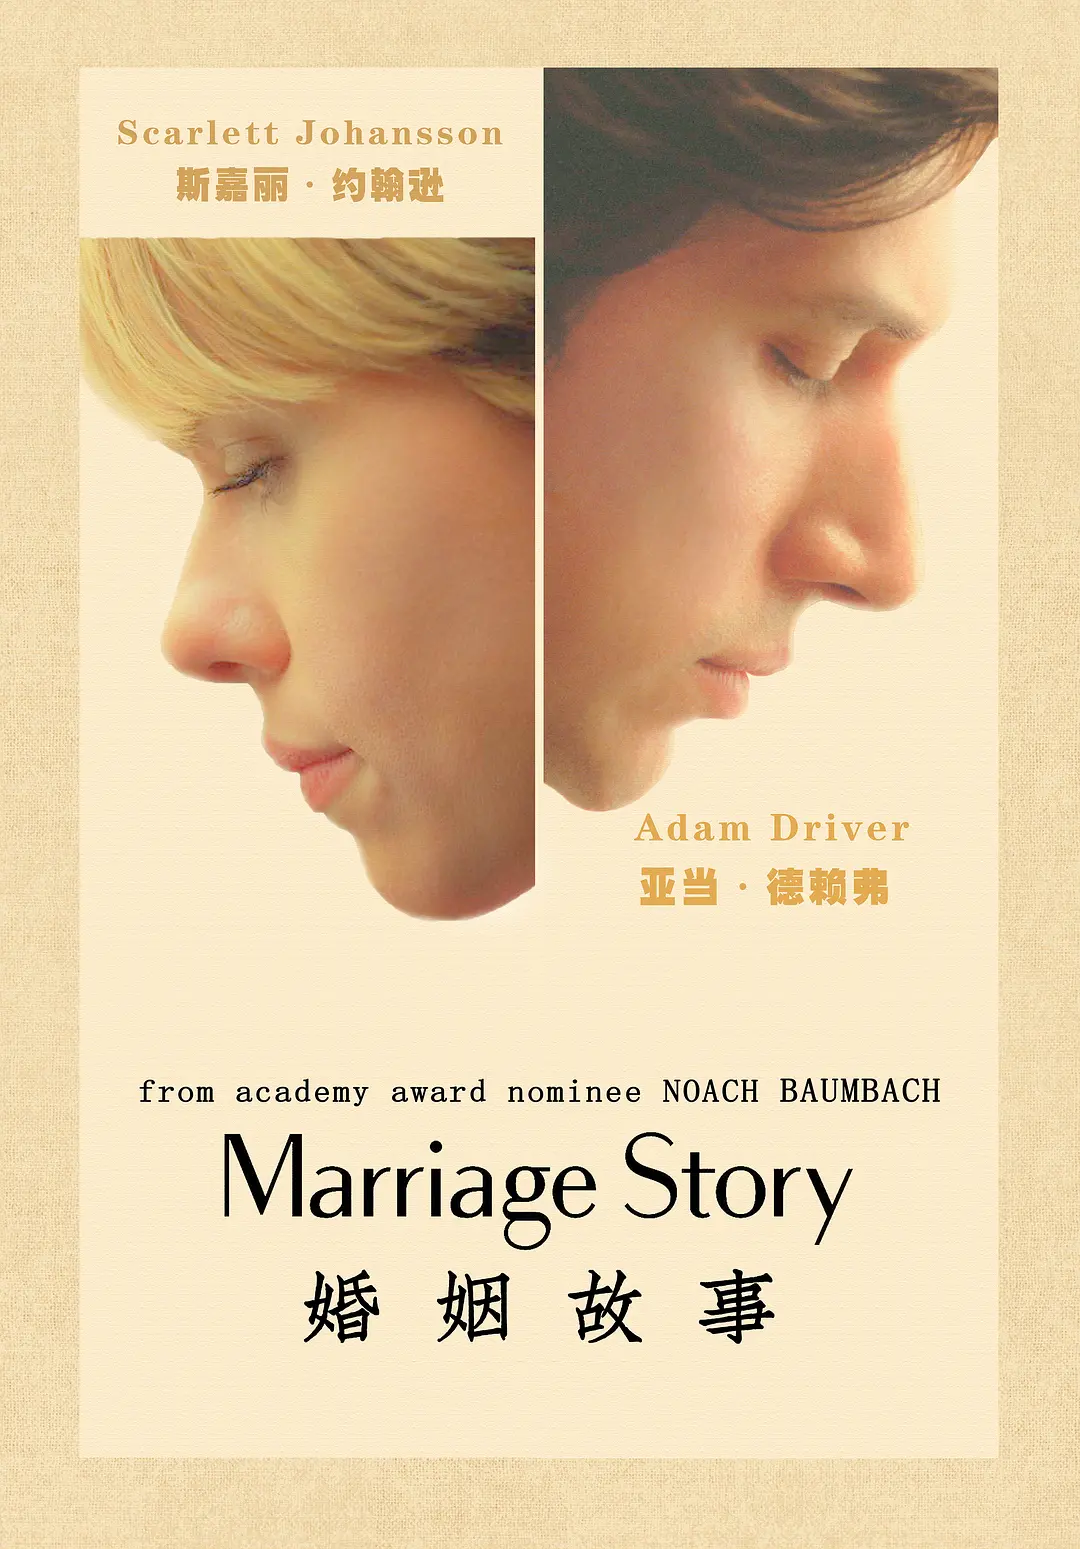 Scarlett Johansson
斯嘉丽·约翰逊
Adam Driver
亚当·德赖弗
from academy award nominee NOACH BAUMBACH
Marriage Story
婚姻故事